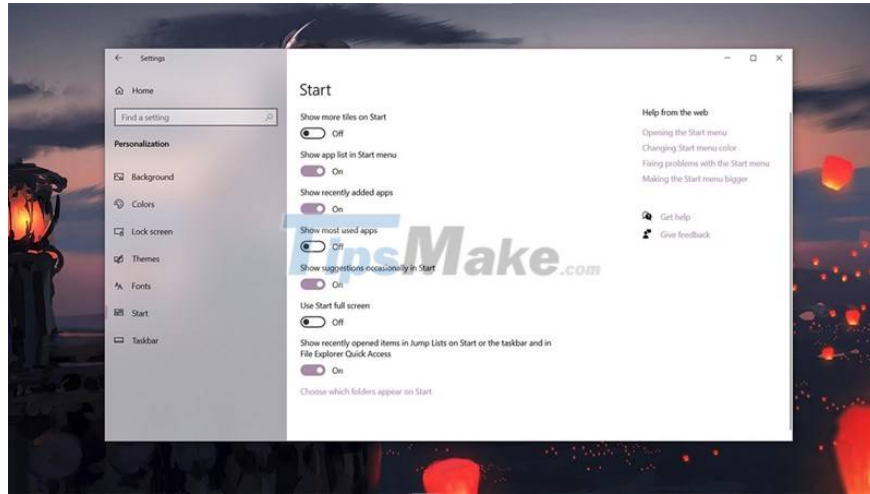 Settings
Home
Find a setting
Personalization
Background
Colors
Lock screen
Themes
Fonts
Start
Taskbar
Start
Show more tiles on Start
Off
Show app list in Start menu
On
Show recently added apps
On
Show most used apps
Off
Show suggestions occasionally in Start
On
Use Start full screen
Off
Show recently opened items in Jump Lists on Start or the taskbar and in
File Explorer Quick Access
On
Choose which folders appear on Start
Help from the web
Opening the Start menu
Changing Start menu color
Fixing problems with the Start menu
Making the Start menu bigger
Get help
Give feedback
TipsMake.com